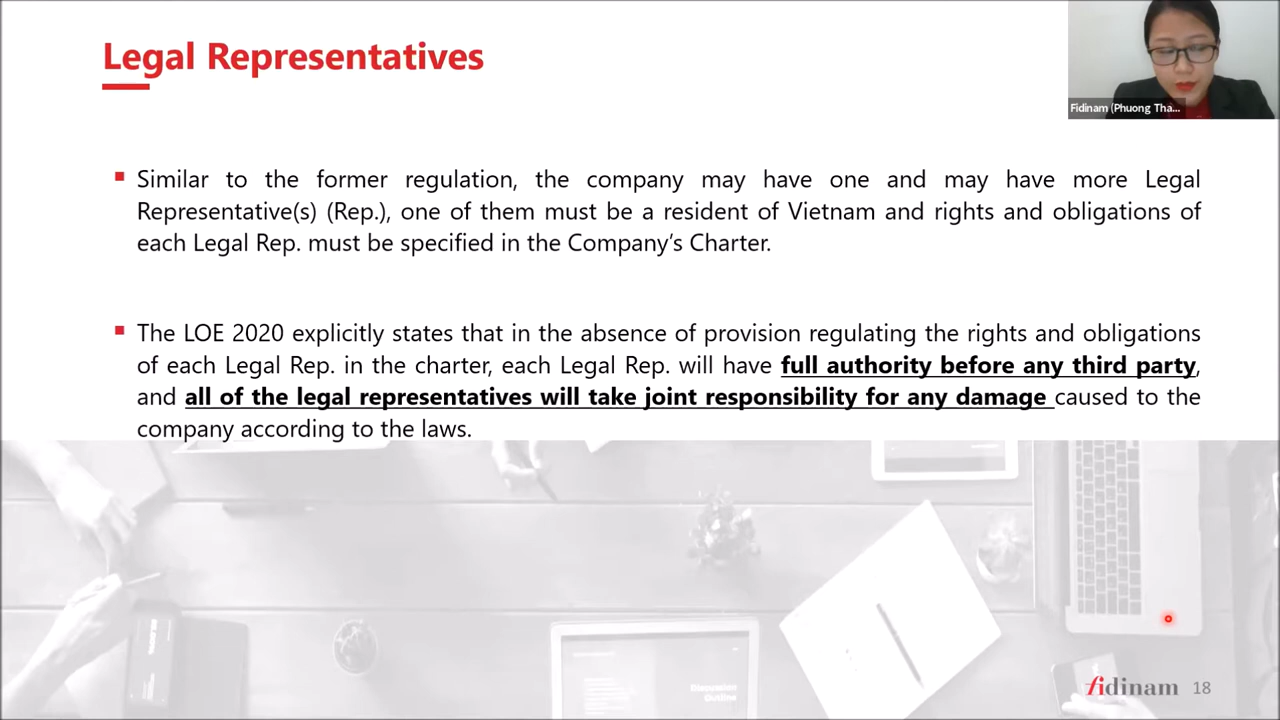 Legal Representatives
Fidinam (Phuong Tha...
Similar to the former regulation, the company may have one and may have more Legal
Representative(s) (Rep.), one of them must be a resident of Vietnam and rights and obligations of
each Legal Rep. must be specified in the Company’s Charter.
The LOE 2020 explicitly states that in the absence of provision regulating the rights and obligations
of each Legal Rep. in the charter, each Legal Rep. will have full authority before any third party,
and all of the legal representatives will take joint responsibility for any damage caused to the
company according to the laws.
Discussion
Outline
fidinam 18